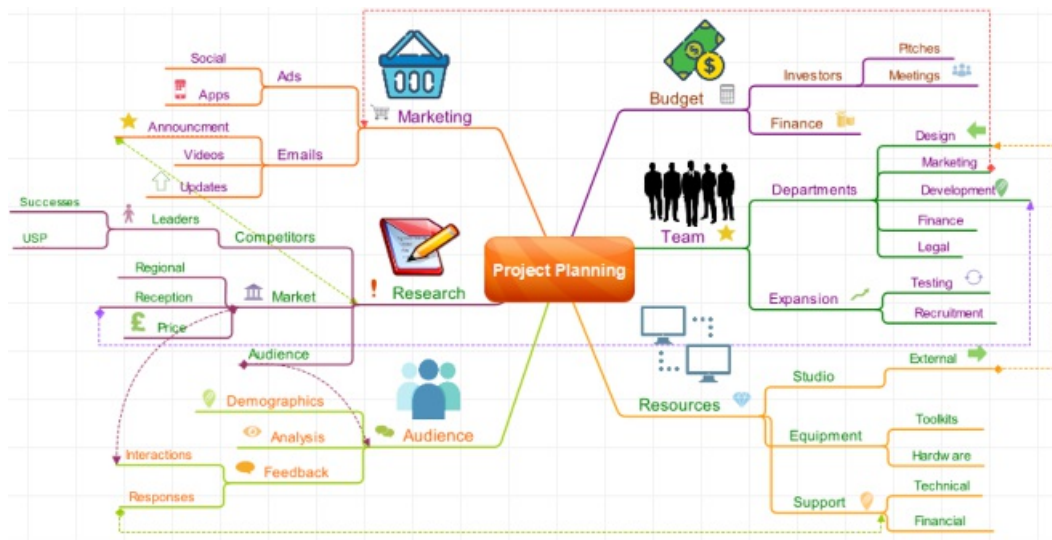 Project Planning
Marketing
Ads
Social
Apps
Emails
Announcment
Videos
Updates
Research
Competitors
Leaders
Successes
USP
Market
Regional
Reception
Price
Audience
Audience
Demographics
Analysis
Feedback
Interactions
Responses
Budget
Investors
Pitches
Meetings
Finance
Team
Departments
Design
Marketing
Development
Finance
Legal
Expansion
Testing
Recruitment
Resources
Studio
External
Equipment
Toolkits
Hardware
Support
Technical
Financial